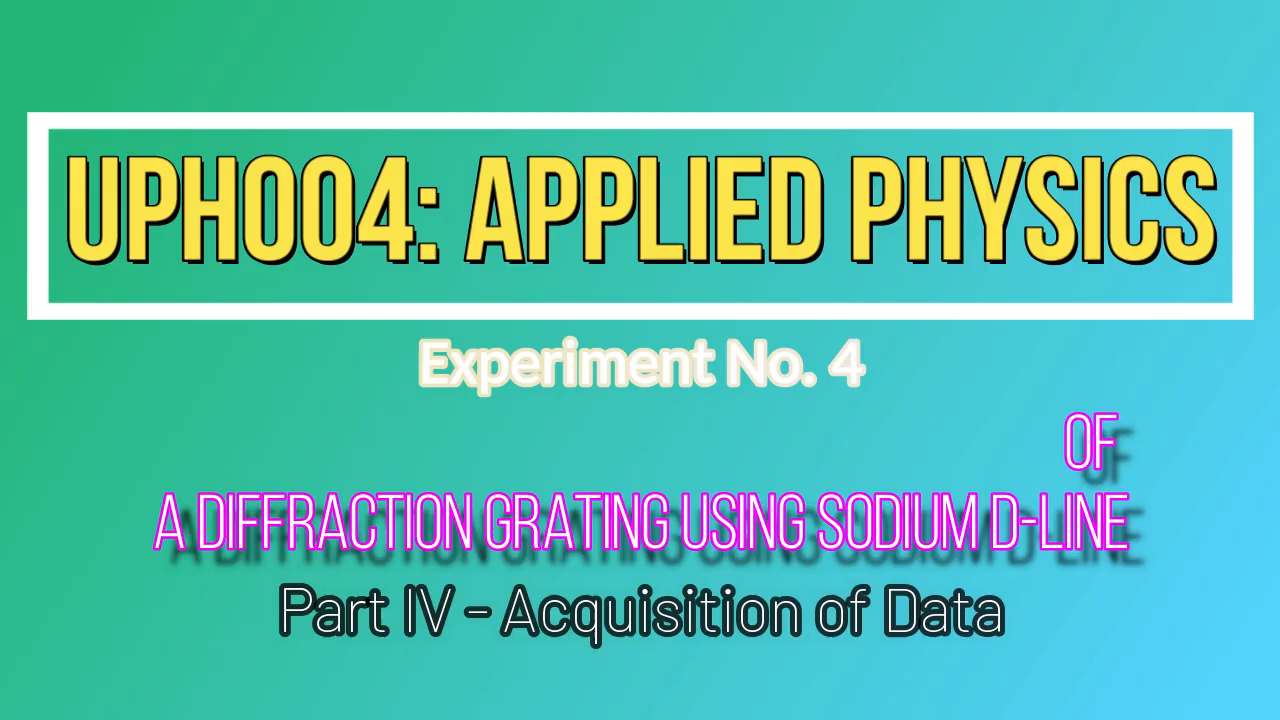 UPH004: APPLIED PHYSICS
Experiment No. 4
OF
A DIFFRACTION GRATING USING SODIUM D-LINE
Part IV - Acquisition of Data